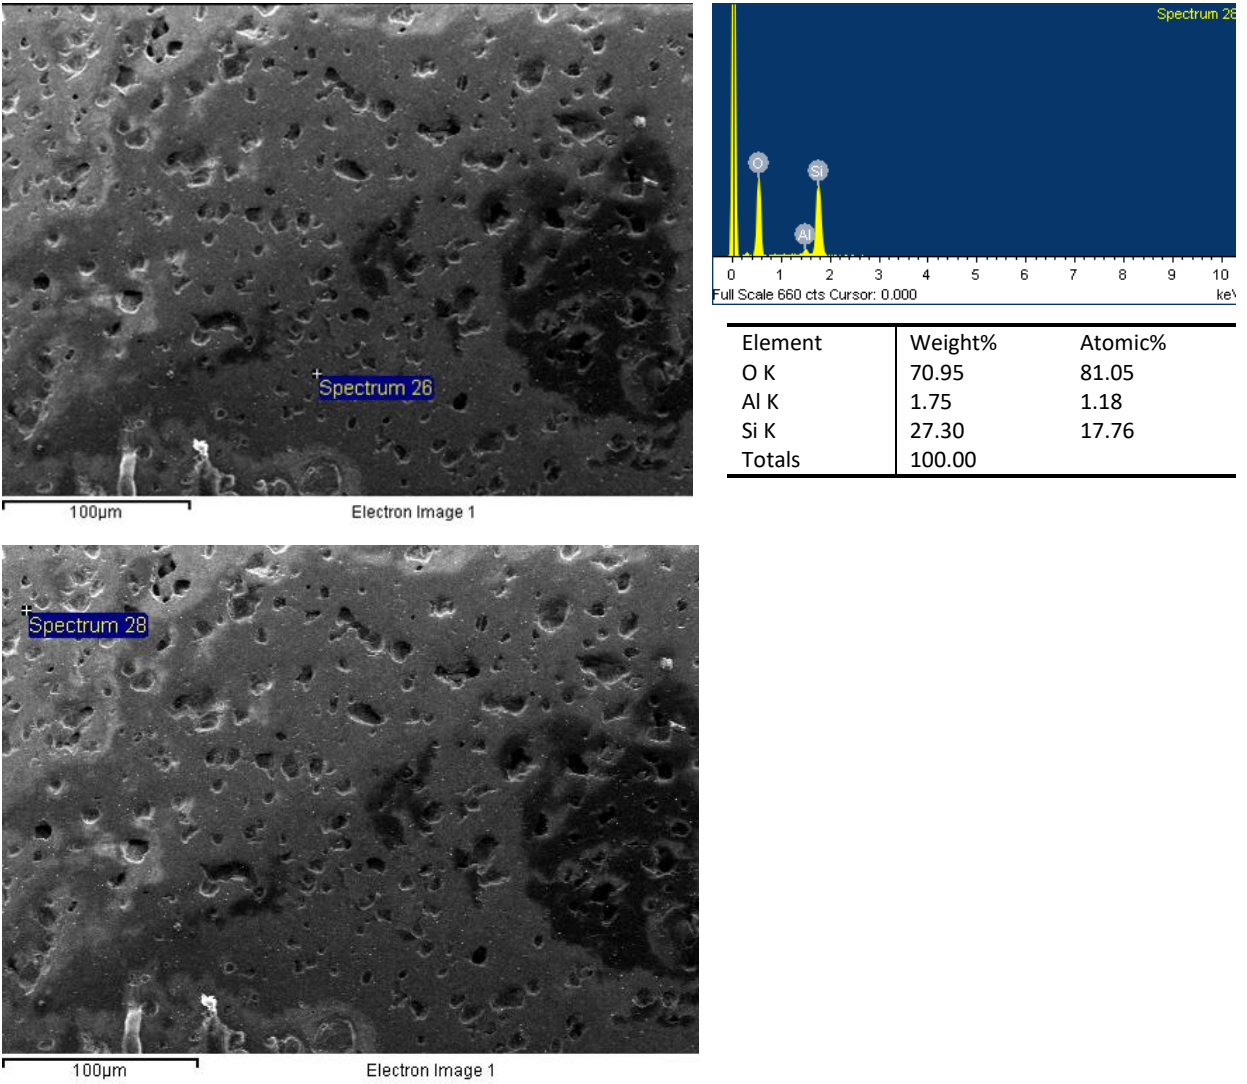 Spectrum 26
100µm Electron Image 1
Spectrum 28
O
Si
Al
0 1 2 3 4 5 6 7 8 9 10
Full Scale 660 cts Cursor: 0.000 keV
Element Weight% Atomic%
O K 70.95 81.05
Al K 1.75 1.18
Si K 27.30 17.76
Totals 100.00
Spectrum 28
100µm Electron Image 1